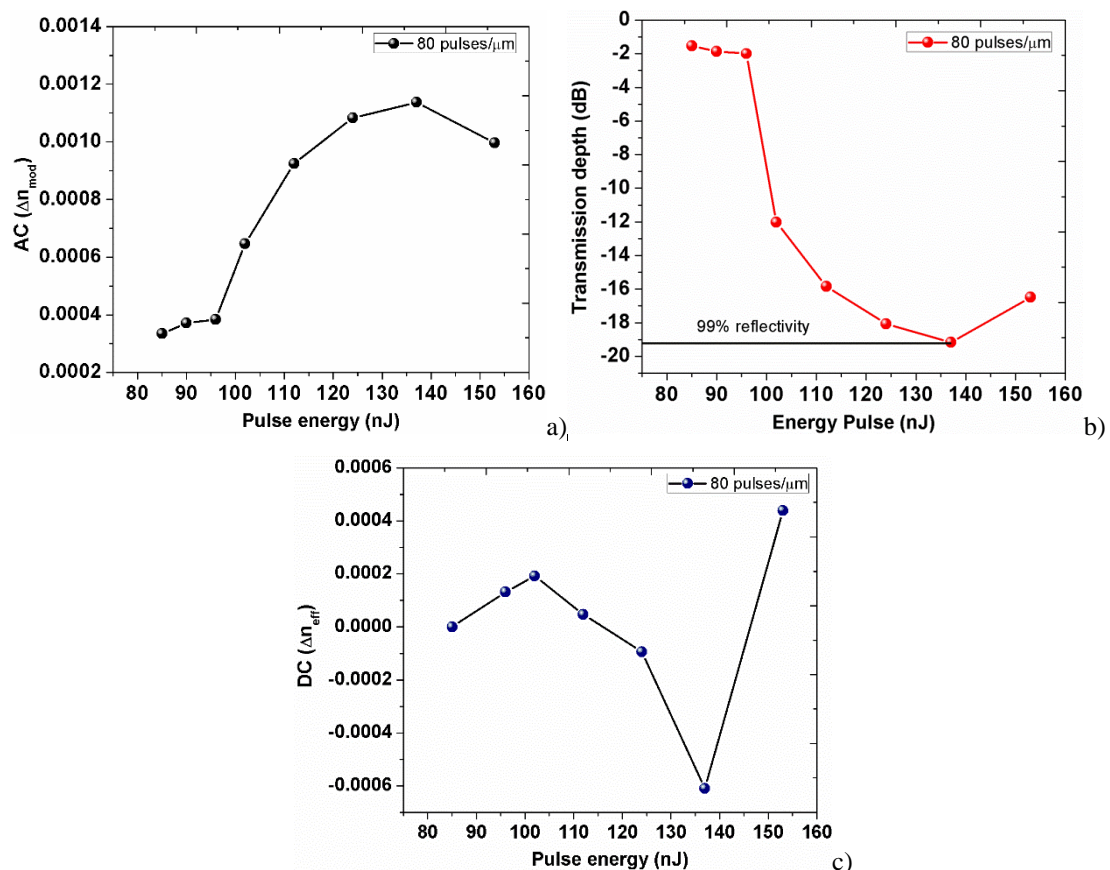 0.0014
0.0012
0.0010
0.0008
0.0006
0.0004
0.0002
AC (Δn_mod)
80 pulses/μm
80 90 100 110 120 130 140 150 160
Pulse energy (nJ)
a)
0
-2
-4
-6
-8
-10
-12
-14
-16
-18
-20
Transmission depth (dB)
80 pulses/μm
99% reflectivity
80 90 100 110 120 130 140 150 160
Energy Pulse (nJ)
b)
0.0006
0.0004
0.0002
0.0000
-0.0002
-0.0004
-0.0006
DC (Δn_eff)
80 pulses/μm
80 90 100 110 120 130 140 150 160
Pulse energy (nJ)
c)